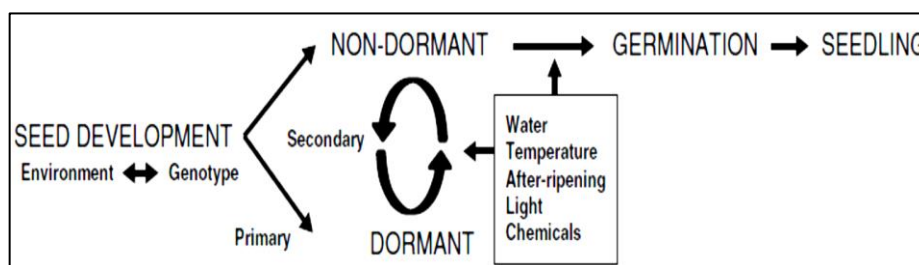 NON-DORMANT GERMINATION SEEDLING
SEED DEVELOPMENT
Environment Genotype
Secondary
Primary
DORMANT
Water
Temperature
After-ripening
Light
Chemicals